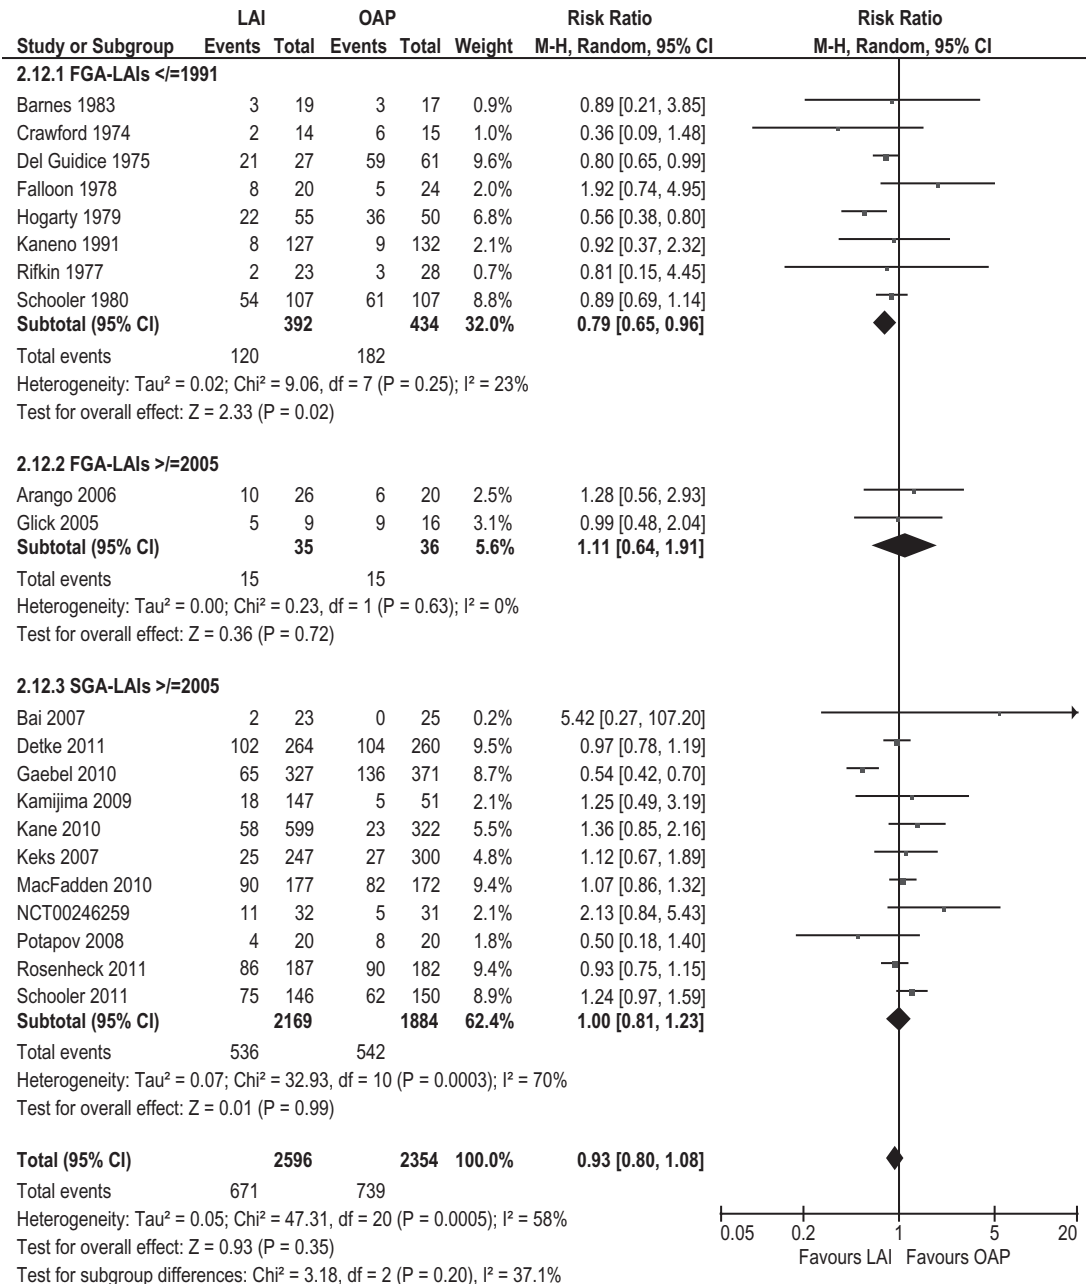 LAI OAP Risk Ratio Risk Ratio
Study or Subgroup Events Total Events Total Weight M-H, Random, 95% CI M-H, Random, 95% CI
2.12.1 FGA-LAIs </=1991
Barnes 1983 3 19 3 17 0.9% 0.89 [0.21, 3.85]
Crawford 1974 2 14 6 15 1.0% 0.36 [0.09, 1.48]
Del Guidice 1975 21 27 59 61 9.6% 0.80 [0.65, 0.99]
Falloon 1978 8 20 5 24 2.0% 1.92 [0.74, 4.95]
Hogarty 1979 22 55 36 50 6.8% 0.56 [0.38, 0.80]
Kaneno 1991 8 127 9 132 2.1% 0.92 [0.37, 2.32]
Rifkin 1977 2 23 3 28 0.7% 0.81 [0.15, 4.45]
Schooler 1980 54 107 61 107 8.8% 0.89 [0.69, 1.14]
Subtotal (95% CI) 392 434 32.0% 0.79 [0.65, 0.96]
Total events 120 182
Heterogeneity: Tau² = 0.02; Chi² = 9.06, df = 7 (P = 0.25); I² = 23%
Test for overall effect: Z = 2.33 (P = 0.02)
2.12.2 FGA-LAIs >/=2005
Arango 2006 10 26 6 20 2.5% 1.28 [0.56, 2.93]
Glick 2005 5 9 9 16 3.1% 0.99 [0.48, 2.04]
Subtotal (95% CI) 35 36 5.6% 1.11 [0.64, 1.91]
Total events 15 15
Heterogeneity: Tau² = 0.00; Chi² = 0.23, df = 1 (P = 0.63); I² = 0%
Test for overall effect: Z = 0.36 (P = 0.72)
2.12.3 SGA-LAIs >/=2005
Bai 2007 2 23 0 25 0.2% 5.42 [0.27, 107.20]
Detke 2011 102 264 104 260 9.5% 0.97 [0.78, 1.19]
Gaebel 2010 65 327 136 371 8.7% 0.54 [0.42, 0.70]
Kamijima 2009 18 147 5 51 2.1% 1.25 [0.49, 3.19]
Kane 2010 58 599 23 322 5.5% 1.36 [0.85, 2.16]
Keks 2007 25 247 27 300 4.8% 1.12 [0.67, 1.89]
MacFadden 2010 90 177 82 172 9.4% 1.07 [0.86, 1.32]
NCT00246259 11 32 5 31 2.1% 2.13 [0.84, 5.43]
Potapov 2008 4 20 8 20 1.8% 0.50 [0.18, 1.40]
Rosenheck 2011 86 187 90 182 9.4% 0.93 [0.75, 1.15]
Schooler 2011 75 146 62 150 8.9% 1.24 [0.97, 1.59]
Subtotal (95% CI) 2169 1884 62.4% 1.00 [0.81, 1.23]
Total events 536 542
Heterogeneity: Tau² = 0.07; Chi² = 32.93, df = 10 (P = 0.0003); I² = 70%
Test for overall effect: Z = 0.01 (P = 0.99)
Total (95% CI) 2596 2354 100.0% 0.93 [0.80, 1.08]
Total events 671 739
Heterogeneity: Tau² = 0.05; Chi² = 47.31, df = 20 (P = 0.0005); I² = 58%
Test for overall effect: Z = 0.93 (P = 0.35)
Test for subgroup differences: Chi² = 3.18, df = 2 (P = 0.20), I² = 37.1%
0.05 0.2 1 5 20
Favours LAI Favours OAP